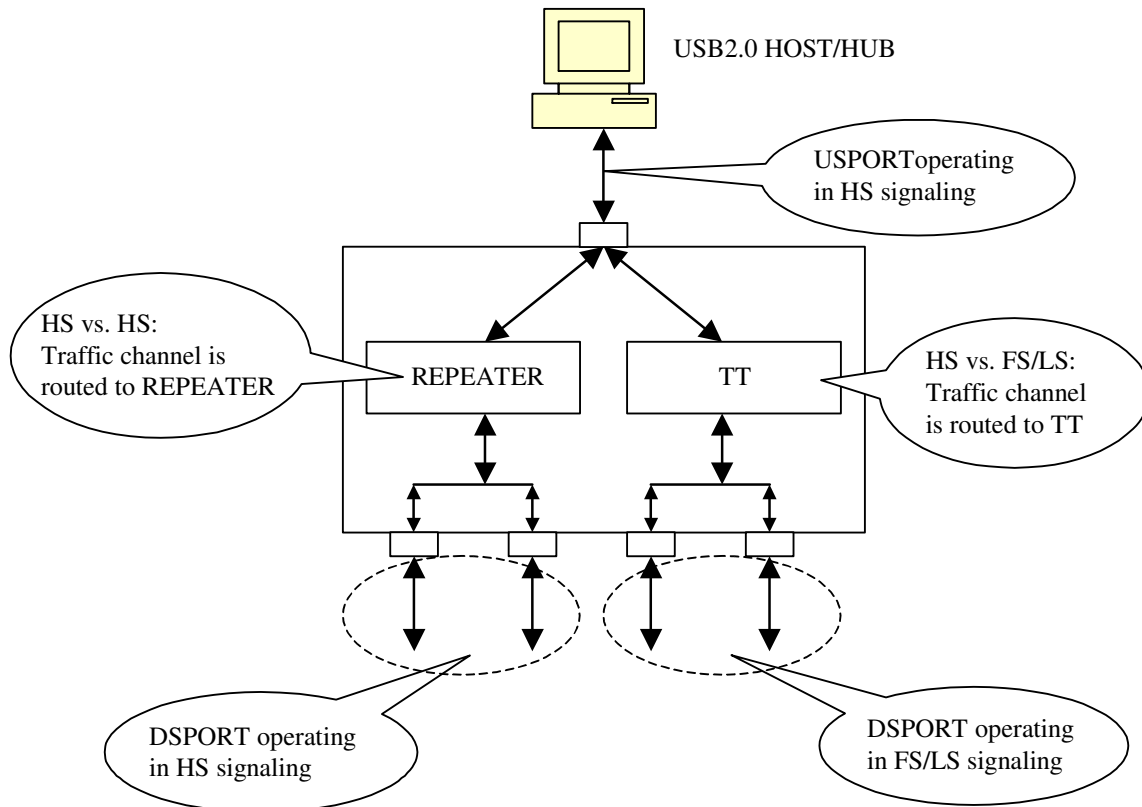 USB2.0 HOST/HUB
USPORToperating
in HS signaling
HS vs. HS:
Traffic channel is
routed to REPEATER
REPEATER
TT
HS vs. FS/LS:
Traffic channel
is routed to TT
DSPORT operating
in HS signaling
DSPORT operating
in FS/LS signaling